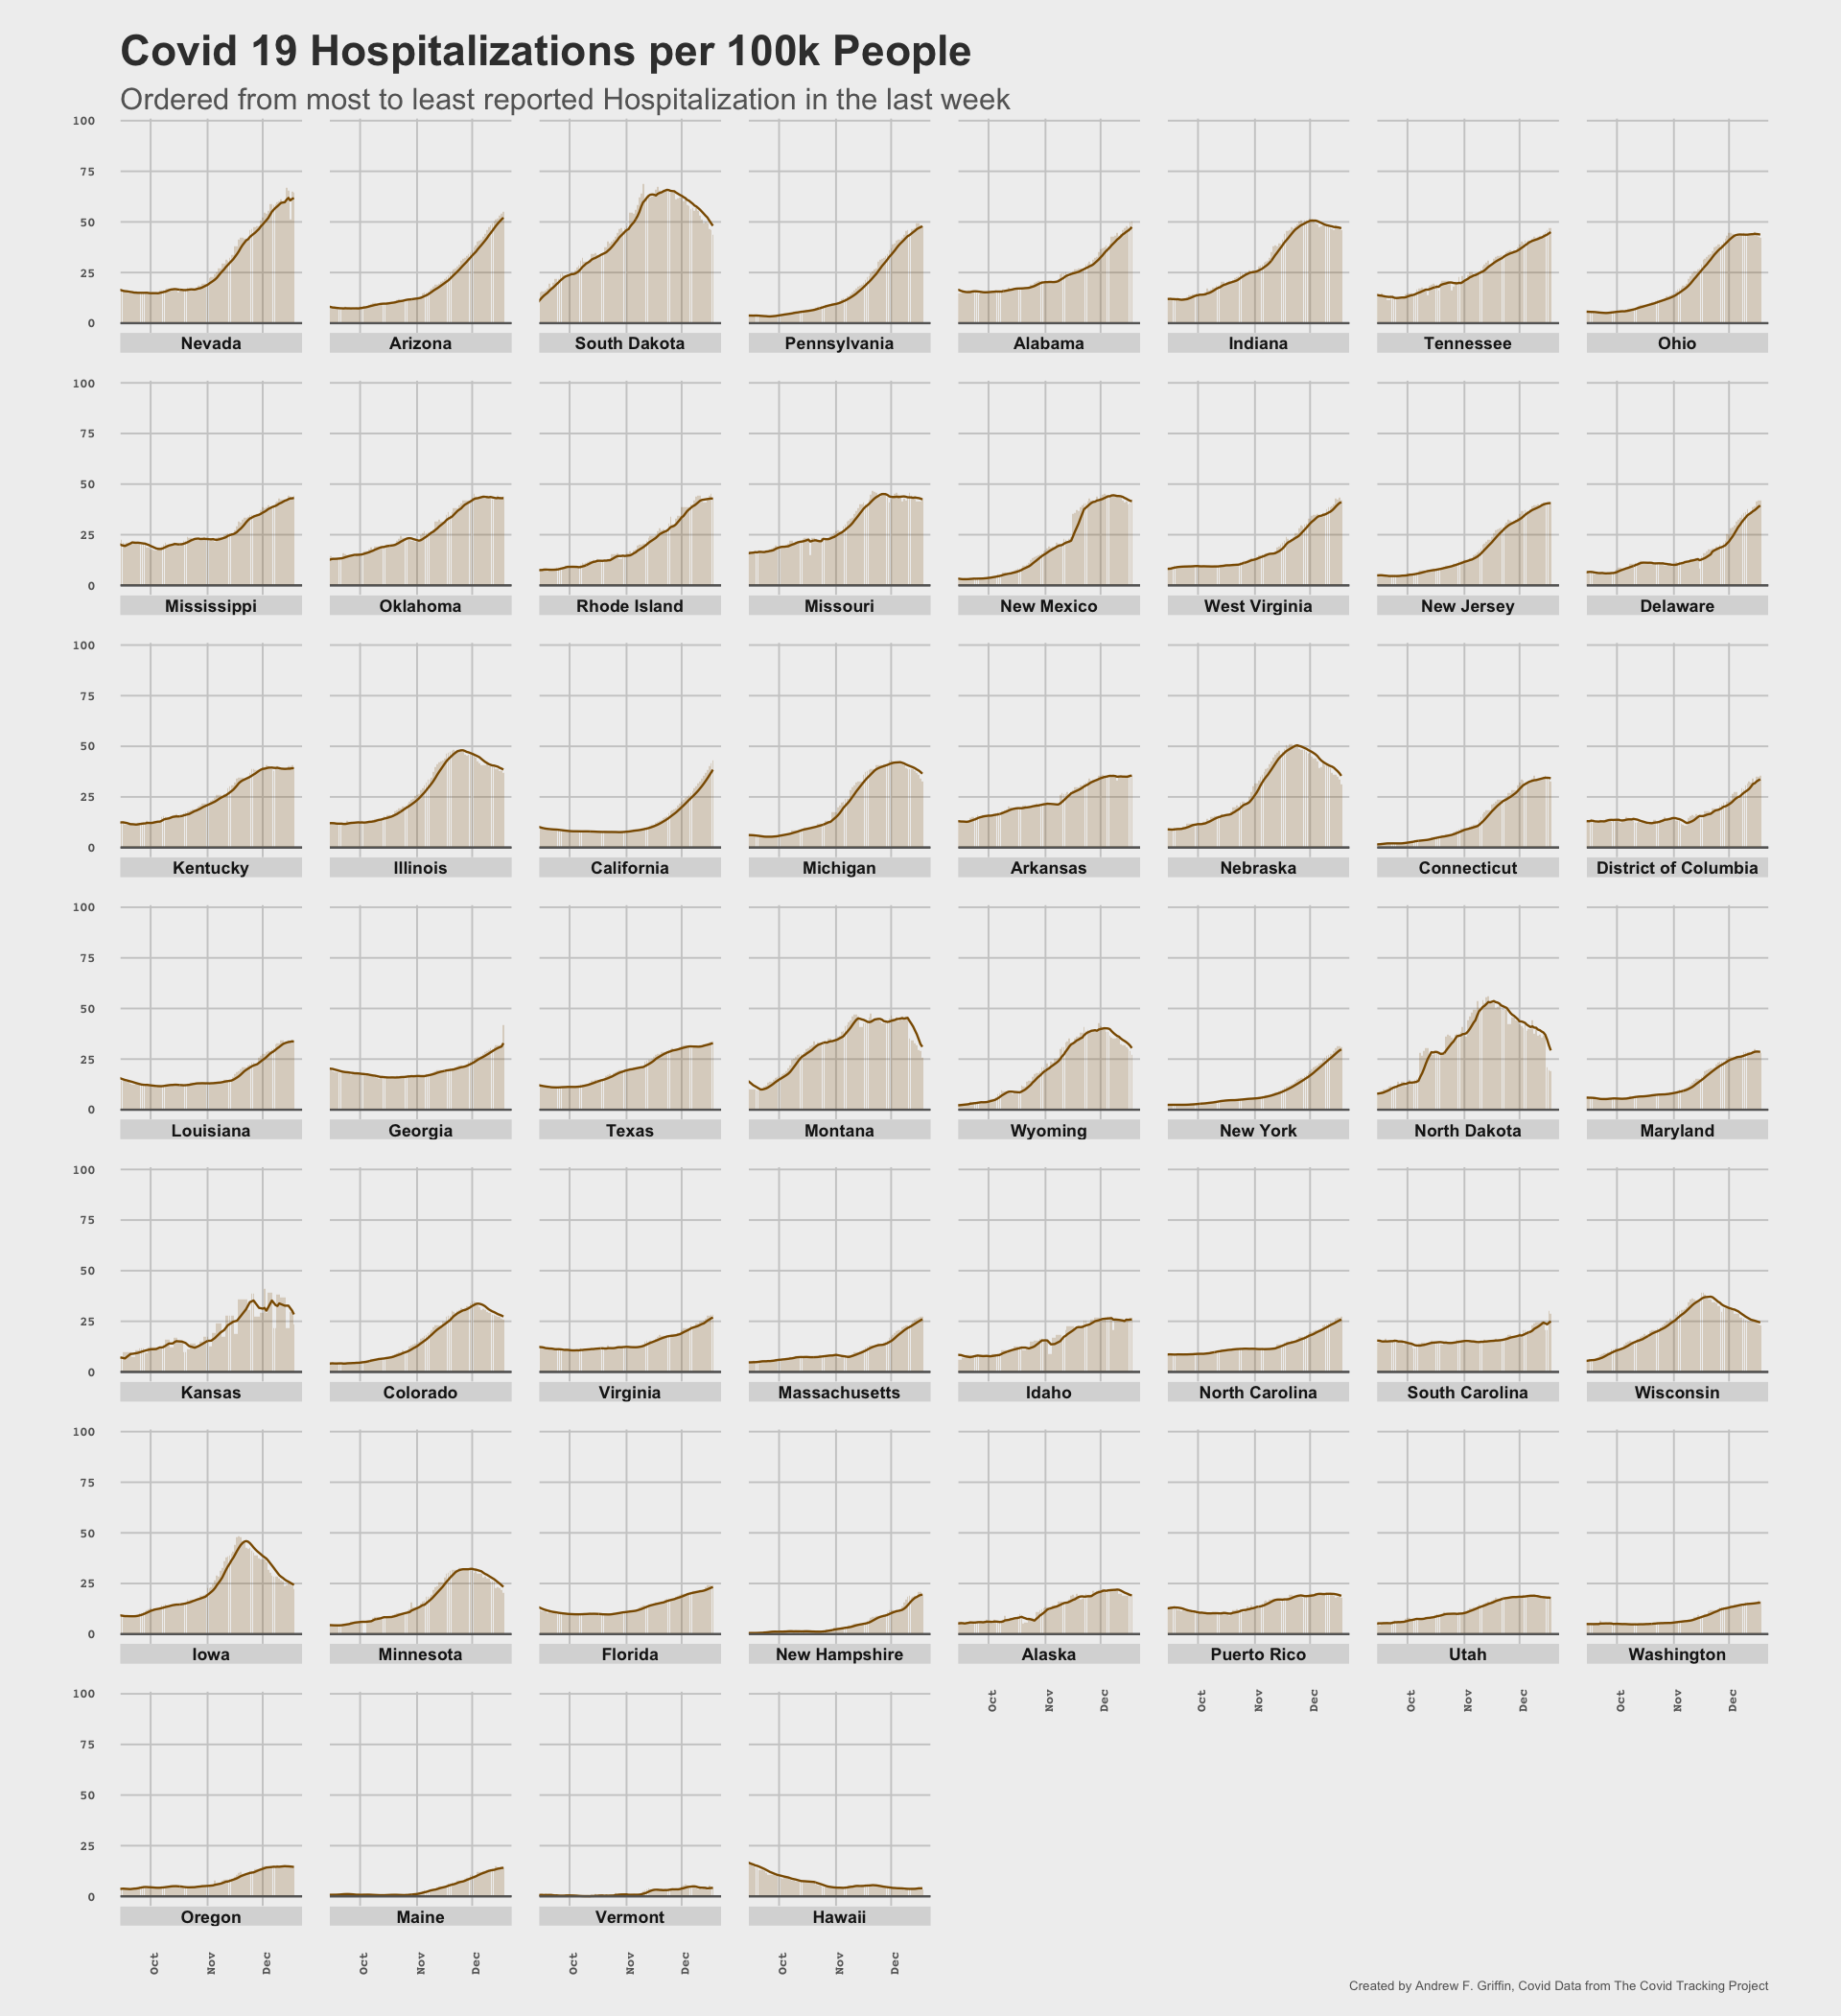 Covid 19 Hospitalizations per 100k People
Ordered from most to least reported Hospitalization in the last week
100
75
50
25
0
Nevada Arizona South Dakota Pennsylvania Alabama Indiana Tennessee Ohio
100
75
50
25
0
Mississippi Oklahoma Rhode Island Missouri New Mexico West Virginia New Jersey Delaware
100
75
50
25
0
Kentucky Illinois California Michigan Arkansas Nebraska Connecticut District of Columbia
100
75
50
25
0
Louisiana Georgia Texas Montana Wyoming New York North Dakota Maryland
100
75
50
25
0
Kansas Colorado Virginia Massachusetts Idaho North Carolina South Carolina Wisconsin
100
75
50
25
0
Iowa Minnesota Florida New Hampshire Alaska Puerto Rico Utah Washington
Oct Nov Dec Oct Nov Dec Oct Nov Dec Oct Nov Dec
100
75
50
25
0
Oregon Maine Vermont Hawaii
Oct Nov Dec Oct Nov Dec Oct Nov Dec Oct Nov Dec
Created by Andrew F. Griffin, Covid Data from The Covid Tracking Project